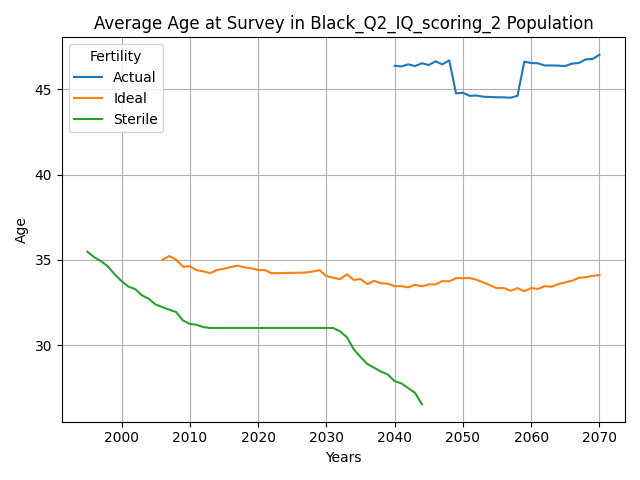 Average Age at Survey in Black_Q2_IQ_scoring_2 Population
Fertility
Actual
Ideal
Sterile
45
40
35
30
Age
2000 2010 2020 2030 2040 2050 2060 2070
Years